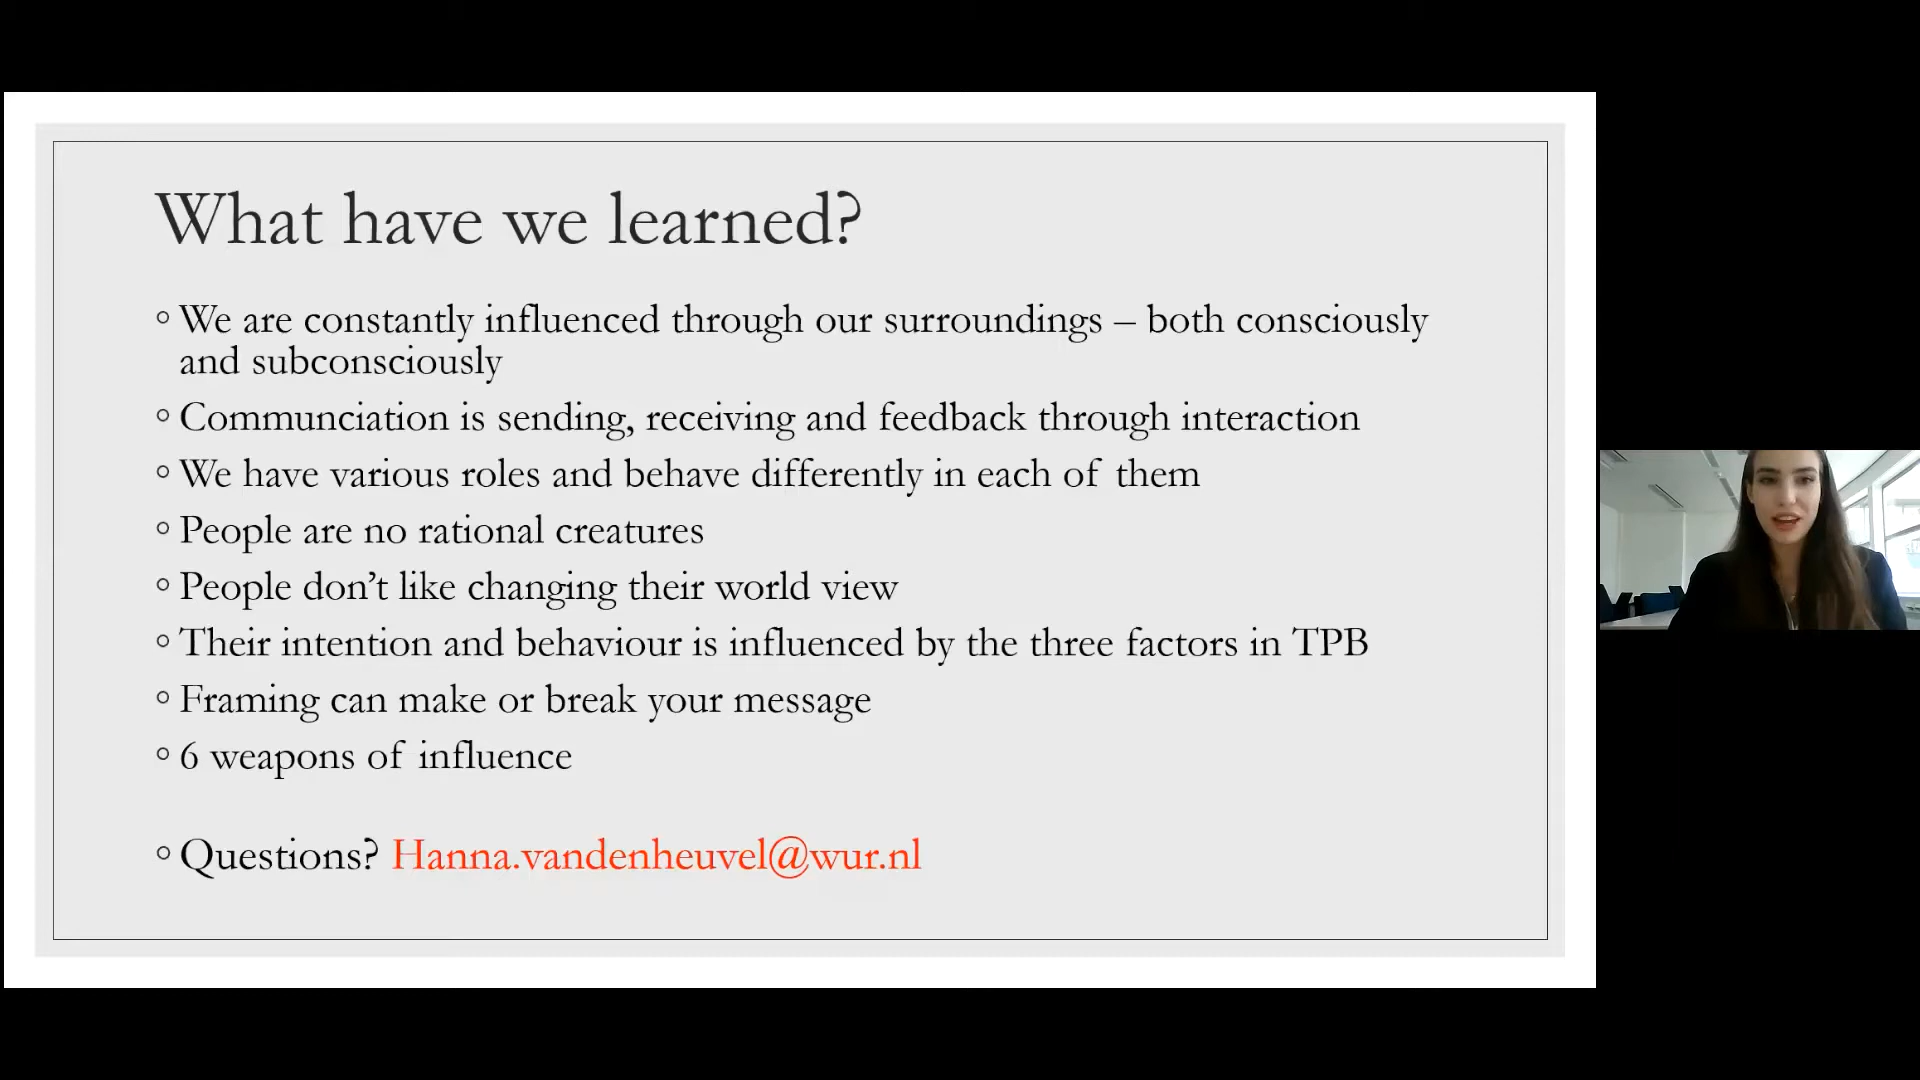 What have we learned?
◦ We are constantly influenced through our surroundings – both consciously
and subconsciously
◦ Communciation is sending, receiving and feedback through interaction
◦ We have various roles and behave differently in each of them
◦ People are no rational creatures
◦ People don’t like changing their world view
◦ Their intention and behaviour is influenced by the three factors in TPB
◦ Framing can make or break your message
◦ 6 weapons of influence
◦ Questions? Hanna.vandenheuvel@wur.nl